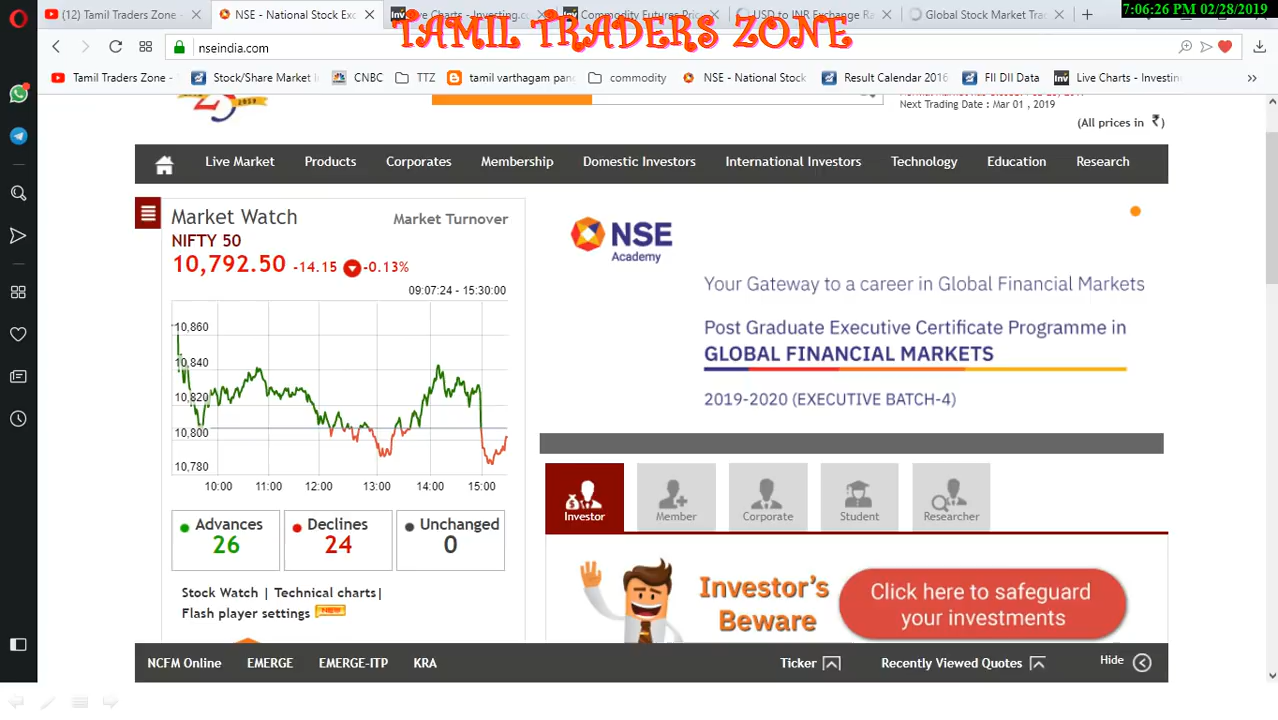 7:06:26 PM 02/28/2019
(12) Tamil Traders Zone -
NSE - National Stock Exc
Live Charts - Investing.co
Commodity Futures Pric
USD to INR Exchange Ra
Global Stock Market Tra
TAMIL TRADERS ZONE
nseindia.com
Tamil Traders Zone -
Stock/Share Market I
CNBC
TTZ
tamil varthagam pan
commodity
NSE - National Stock
Result Calendar 2016
FII DII Data
Live Charts - Investin
Next Trading Date : Mar 01 , 2019
(All prices in ₹)
Live Market Products Corporates Membership Domestic Investors International Investors Technology Education Research
Market Watch Market Turnover
NIFTY 50
10,792.50 -14.15 -0.13%
09:07:24 - 15:30:00
10,860
10,840
10,820
10,800
10,780
10:00 11:00 12:00 13:00 14:00 15:00
Advances
26
Declines
24
Unchanged
0
Stock Watch | Technical charts|
Flash player settings NEW
NSE
Academy
Your Gateway to a career in Global Financial Markets
Post Graduate Executive Certificate Programme in
GLOBAL FINANCIAL MARKETS
2019-2020 (EXECUTIVE BATCH-4)
Investor Member Corporate Student Researcher
Investor's
Beware
Click here to safeguard
your investments
NCFM Online EMERGE EMERGE-ITP KRA Ticker Recently Viewed Quotes Hide